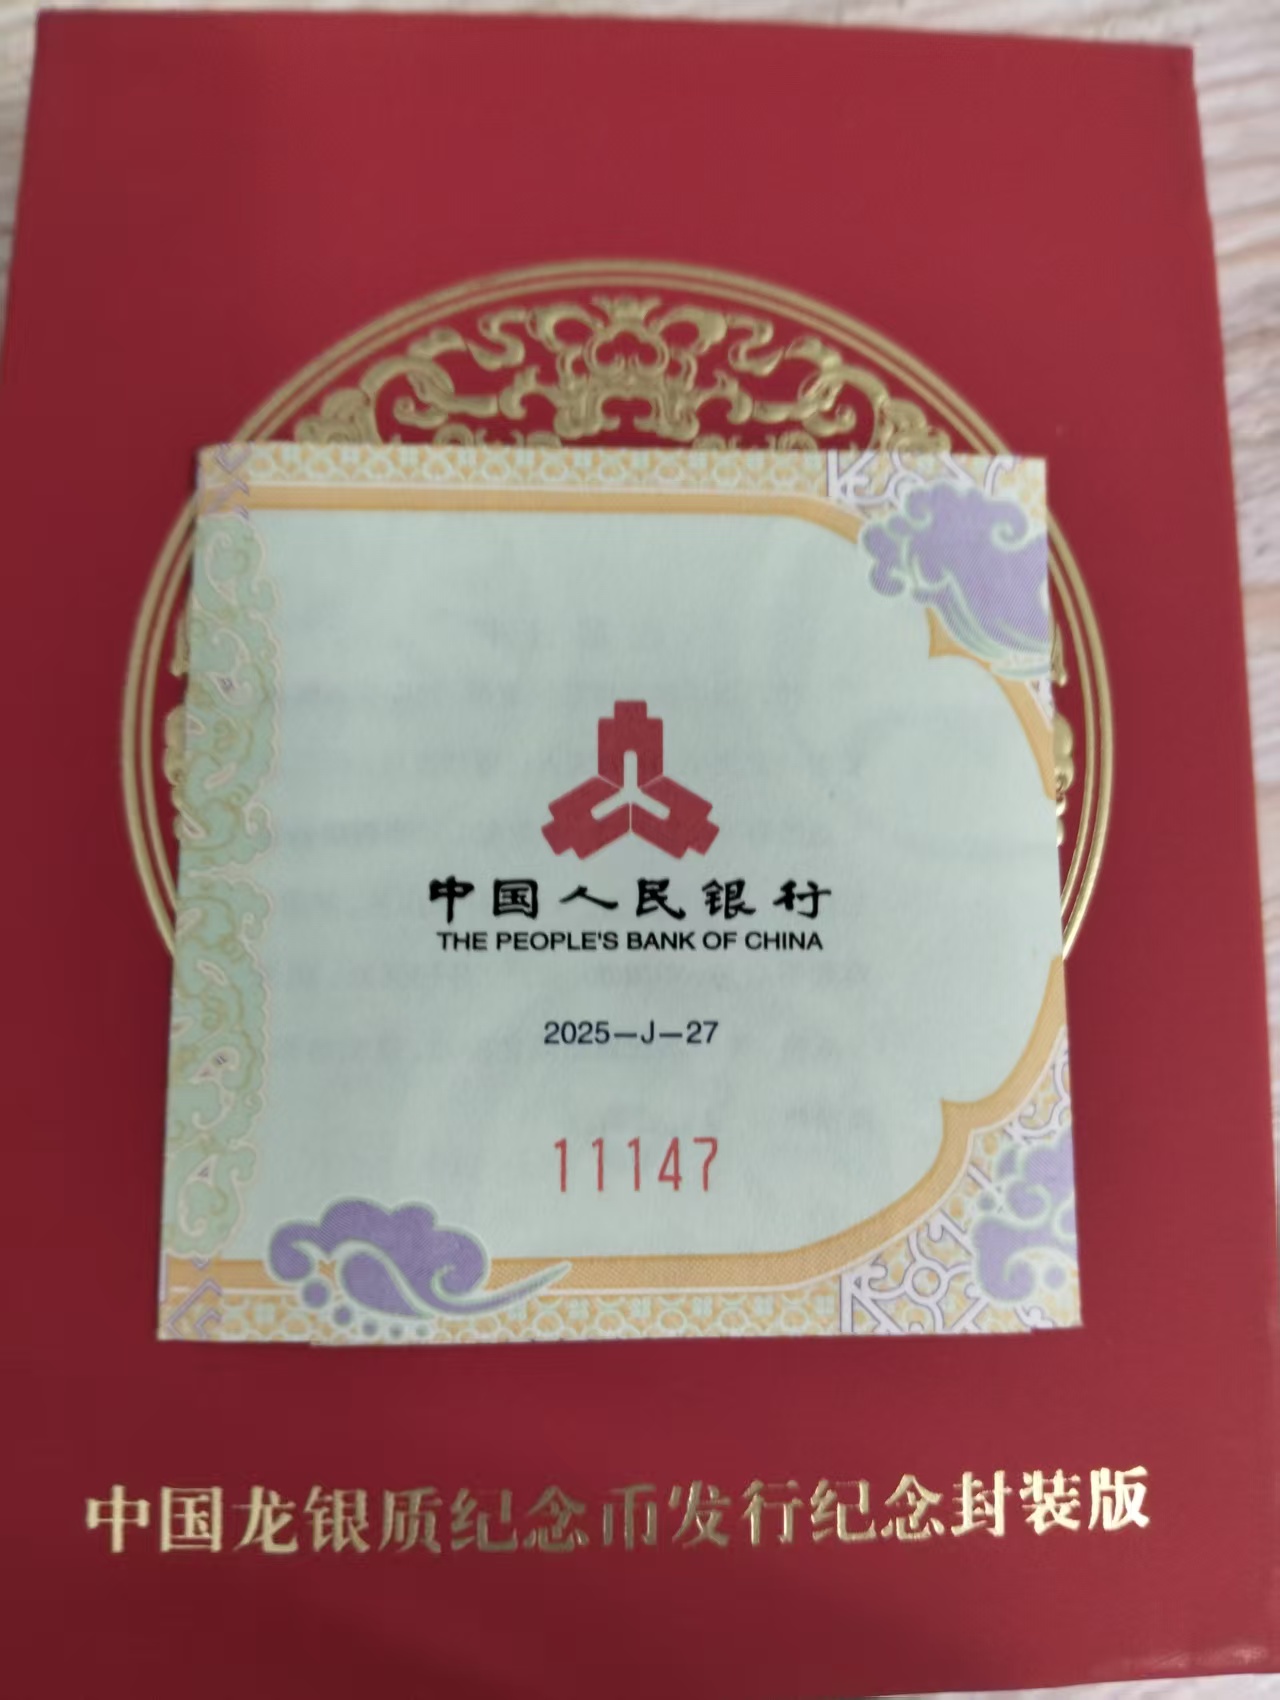 中国人民银行
THE PEOPLE'S BANK OF CHINA
2025—J—27
11147
中国龙银质纪念币发行纪念封装版